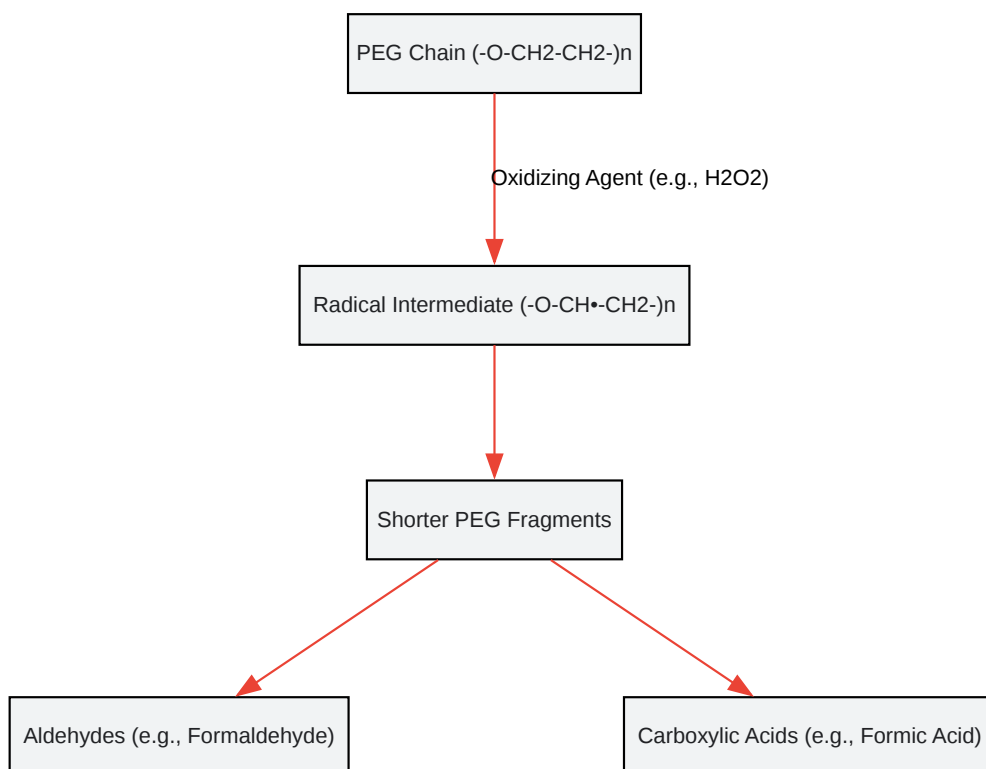 PEG Chain (-O-CH2-CH2-)n
Oxidizing Agent (e.g., H2O2)
Radical Intermediate (-O-CH•-CH2-)n
Shorter PEG Fragments
Aldehydes (e.g., Formaldehyde)
Carboxylic Acids (e.g., Formic Acid)